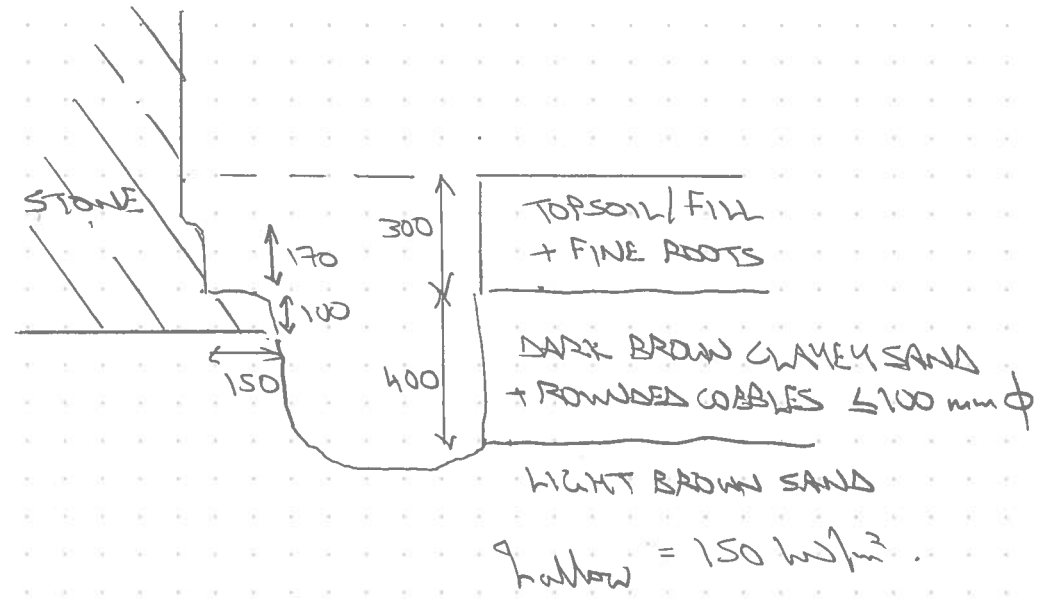 STONE
300
170
100
150
400
TOPSOIL/FILL
+ FINE ROOTS
DARK BROWN CLAYEY SAND
+ ROUNDED COBBLES ≤100 mm ϕ
LIGHT BROWN SAND
qallow = 150 kN/m².